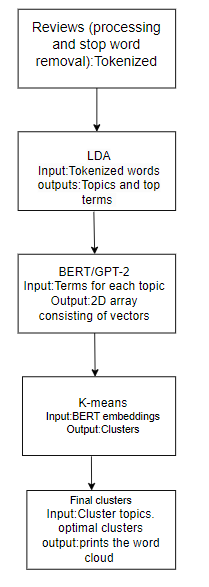 Reviews (processing
and stop word
removal):Tokenized
LDA
Input:Tokenized words
outputs:Topics and top
terms
BERT/GPT-2
Input:Terms for each topic
Output:2D array
consisting of vectors
K-means
Input:BERT embeddings
Output:Clusters
Final clusters
Input:Cluster topics.
optimal clusters
output:prints the word
cloud